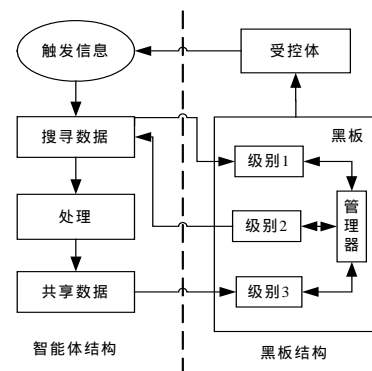 触发信息
受控体
黑板
搜寻数据
级别1
处理
级别2
管理器
共享数据
级别3
智能体结构
黑板结构